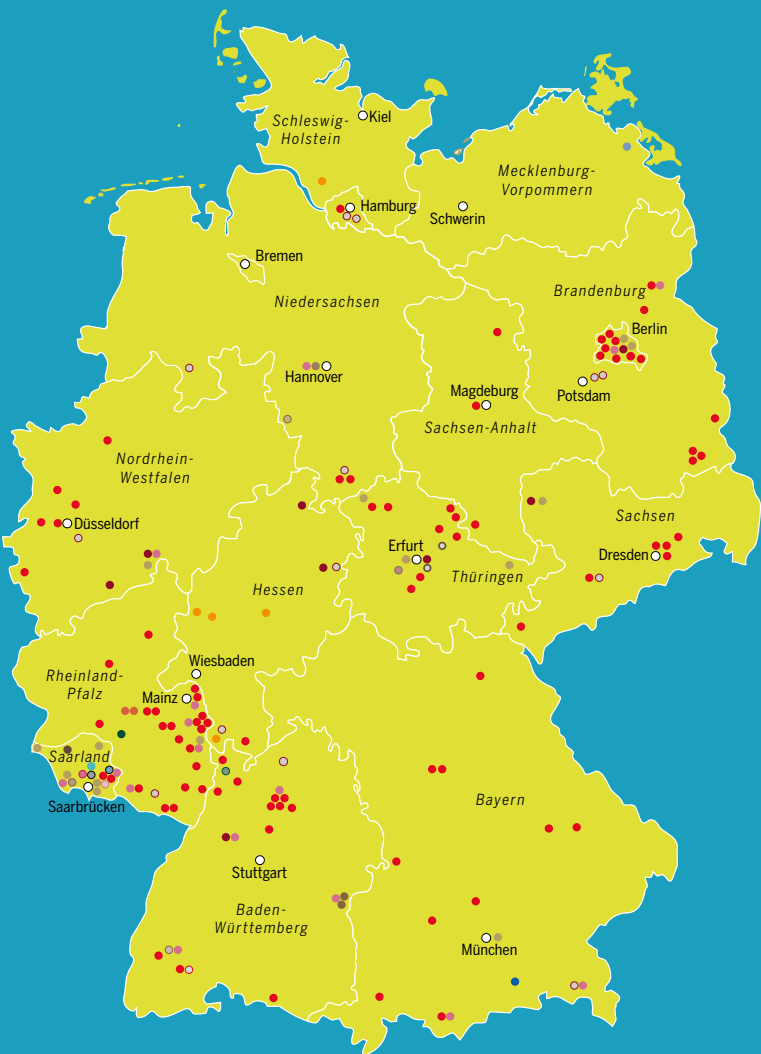 Kiel
Schleswig-
Holstein
Mecklenburg-
Vorpommern
Hamburg
Schwerin
Bremen
Niedersachsen
Brandenburg
Berlin
Hannover
Potsdam
Magdeburg
Sachsen-Anhalt
Nordrhein-
Westfalen
Düsseldorf
Sachsen
Erfurt
Dresden
Thüringen
Hessen
Wiesbaden
Rheinland-
Pfalz
Mainz
Saarland
Saarbrücken
Bayern
Stuttgart
Baden-
Württemberg
München